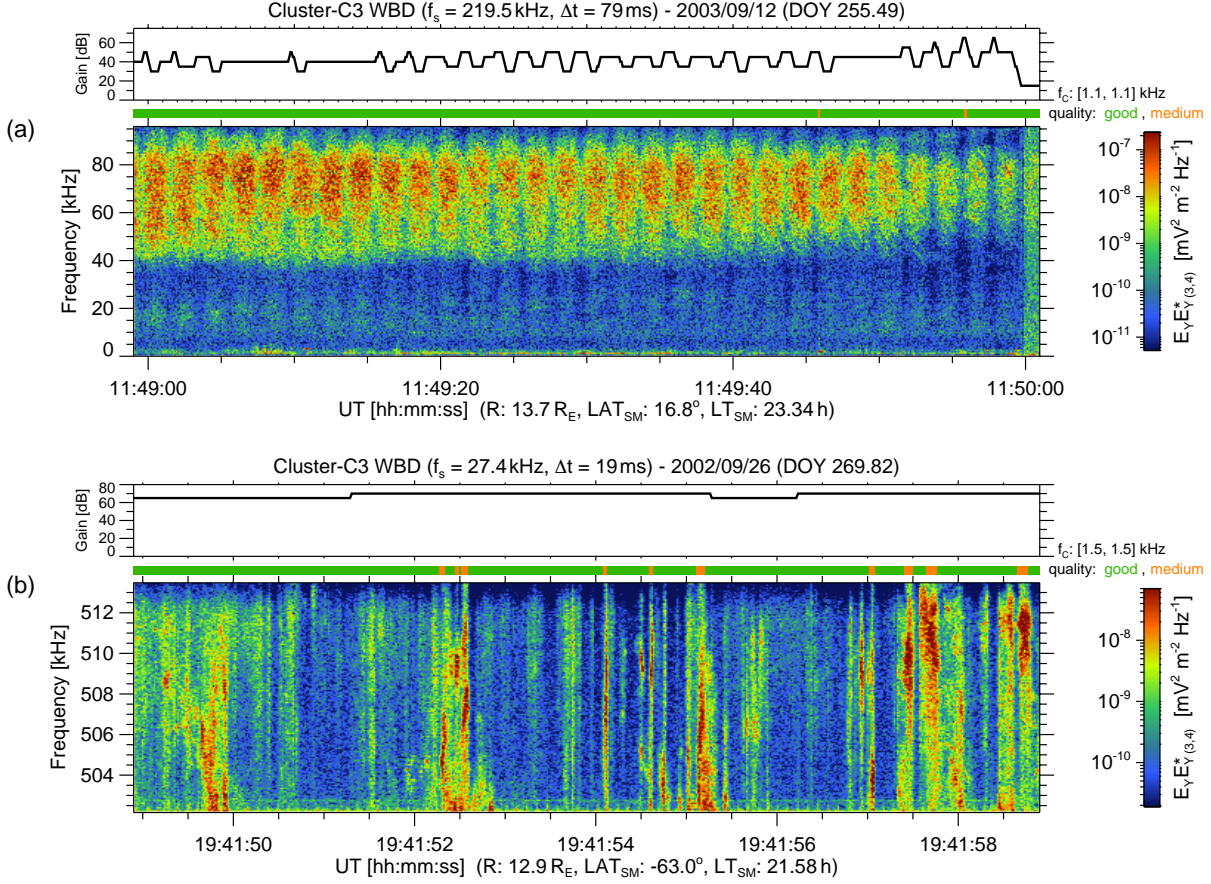 Cluster-C3 WBD (fs = 219.5 kHz, Δt = 79 ms) - 2003/09/12 (DOY 255.49)
Gain [dB]
60
40
20
0
fC: [1.1, 1.1] kHz
quality: good , medium
(a)
Frequency [kHz]
80
60
40
20
0
10^-7
10^-8
10^-9
10^-10
10^-11
EYE*Y(3,4) [mV² m⁻² Hz⁻¹]
11:49:00 11:49:20 11:49:40 11:50:00
UT [hh:mm:ss] (R: 13.7 RE, LATSM: 16.8°, LTSM: 23.34 h)
Cluster-C3 WBD (fs = 27.4 kHz, Δt = 19 ms) - 2002/09/26 (DOY 269.82)
Gain [dB]
80
60
40
20
0
fC: [1.5, 1.5] kHz
quality: good , medium
(b)
Frequency [kHz]
512
510
508
506
504
10^-8
10^-9
10^-10
EYE*Y(3,4) [mV² m⁻² Hz⁻¹]
19:41:50 19:41:52 19:41:54 19:41:56 19:41:58
UT [hh:mm:ss] (R: 12.9 RE, LATSM: -63.0°, LTSM: 21.58 h)